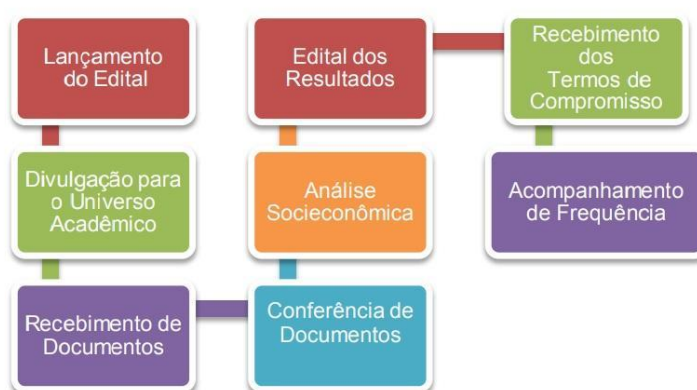 Lançamento
do Edital
Divulgação para
o Universo
Acadêmico
Recebimento de
Documentos
Conferência de
Documentos
Análise
Socieconômica
Edital dos
Resultados
Recebimento
dos
Termos de
Compromisso
Acompanhamento
de Frequência